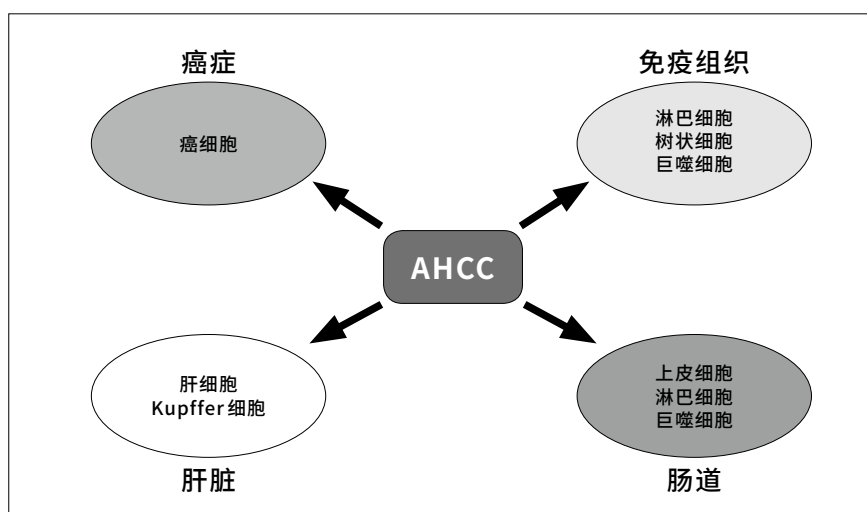 癌症
癌细胞
免疫组织
淋巴细胞
树状细胞
巨噬细胞
AHCC
肝细胞
Kupffer细胞
肝脏
上皮细胞
淋巴细胞
巨噬细胞
肠道